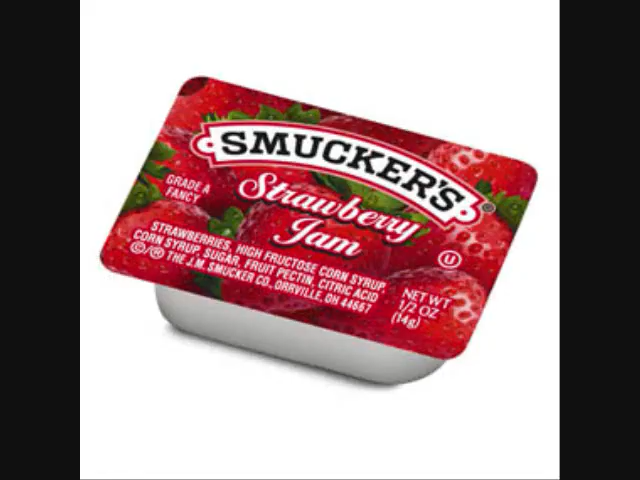 SMUCKER'S®
Strawberry
Jam
GRADE A
FANCY
STRAWBERRIES, HIGH FRUCTOSE CORN SYRUP,
CORN SYRUP, SUGAR, FRUIT PECTIN, CITRIC ACID
©/® THE J.M. SMUCKER CO., ORRVILLE, OH 44667
U
NET WT
1/2 OZ
(14g)